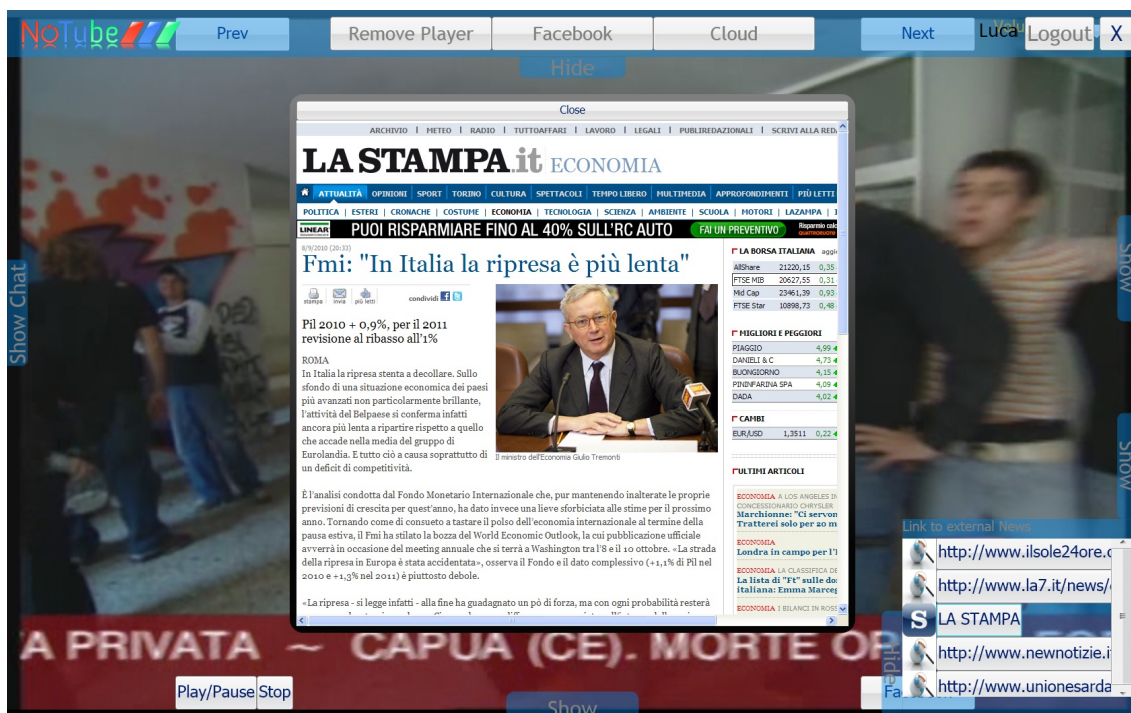 NoTube
Prev
Remove Player
Facebook
Cloud
Next
Luca
Logout
X
Hide
Show Chat
Show
Show
Close
ARCHIVIO | METEO | RADIO | TUTTOAFFARI | LAVORO | LEGALI | PUBLIREDAZIONALI | SCRIVI ALLA RED
LA STAMPA.it ECONOMIA
ATTUALITÀ OPINIONI SPORT TORINO CULTURA SPETTACOLI TEMPO LIBERO MULTIMEDIA APPROFONDIMENTI PIÙ LETTI
POLITICA | ESTERI | CRONACHE | COSTUME | ECONOMIA | TECNOLOGIA | SCIENZA | AMBIENTE | SCUOLA | MOTORI | LAZAMPA |
LINEAR PUOI RISPARMIARE FINO AL 40% SULL'RC AUTO FAI UN PREVENTIVO
8/9/2010 (20:33)
Fmi: "In Italia la ripresa è più lenta"
stampa invia più letti condividi
Pil 2010 + 0,9%, per il 2011
revisione al ribasso all'1%
ROMA
In Italia la ripresa stenta a decollare. Sullo
sfondo di una situazione economica dei paesi
più avanzati non particolarmente brillante,
l'attività del Belpaese si conferma infatti
ancora più lenta a ripartire rispetto a quello
che accade nella media del gruppo di
Eurolandia. E tutto ciò a causa soprattutto di
un deficit di competitività.
Il ministro dell'Economia Giulio Tremonti
È l'analisi condotta dal Fondo Monetario Internazionale che, pur mantenendo inalterate le proprie
previsioni di crescita per quest'anno, ha dato invece una lieve sforbiciata alle stime per il prossimo
anno. Tornando come di consueto a tastare il polso dell'economia internazionale al termine della
pausa estiva, il Fmi ha stilato la bozza del World Economic Outlook, la cui pubblicazione ufficiale
avverrà in occasione del meeting annuale che si terrà a Washington tra l'8 e il 10 ottobre. «La strada
della ripresa in Europa è stata accidentata», osserva il Fondo e il dato complessivo (+1,1% di Pil nel
2010 e +1,3% nel 2011) è piuttosto debole.
«La ripresa - si legge infatti - alla fine ha guadagnato un pò di forza, ma con ogni probabilità resterà
LA BORSA ITALIANA aggi
AllShare 21220,15 0,35
FTSE MIB 20627,55 0,31
Mid Cap 23461,39 0,93
FTSE Star 10898,73 0,48
MIGLIORI E PEGGIORI
PIAGGIO 4,99
DANIELI & C 4,73
BUONGIORNO 4,15
PININFARINA SPA 4,09
DADA 4,02
CAMBI
EUR/USD 1,3511 0,22
ULTIMI ARTICOLI
ECONOMIA A LOS ANGELES IN
CONCESSIONARIO CHRYSLER
Marchionne: "Ci servon
Tratterei solo per 20 m
ECONOMIA
Londra in campo per l'
ECONOMIA LA CLASSIFICA DE
La lista di "Ft" sulle do
italiana: Emma Marceg
ECONOMIA I BILANCI IN ROSS
Link to external News
http://www.ilsole24ore.c
http://www.la7.it/news/
LA STAMPA
http://www.newnotizie.i
http://www.unionesarda
Hide
A PRIVATA ~ CAPUA (CE). MORTE OP
Play/Pause Stop
Show